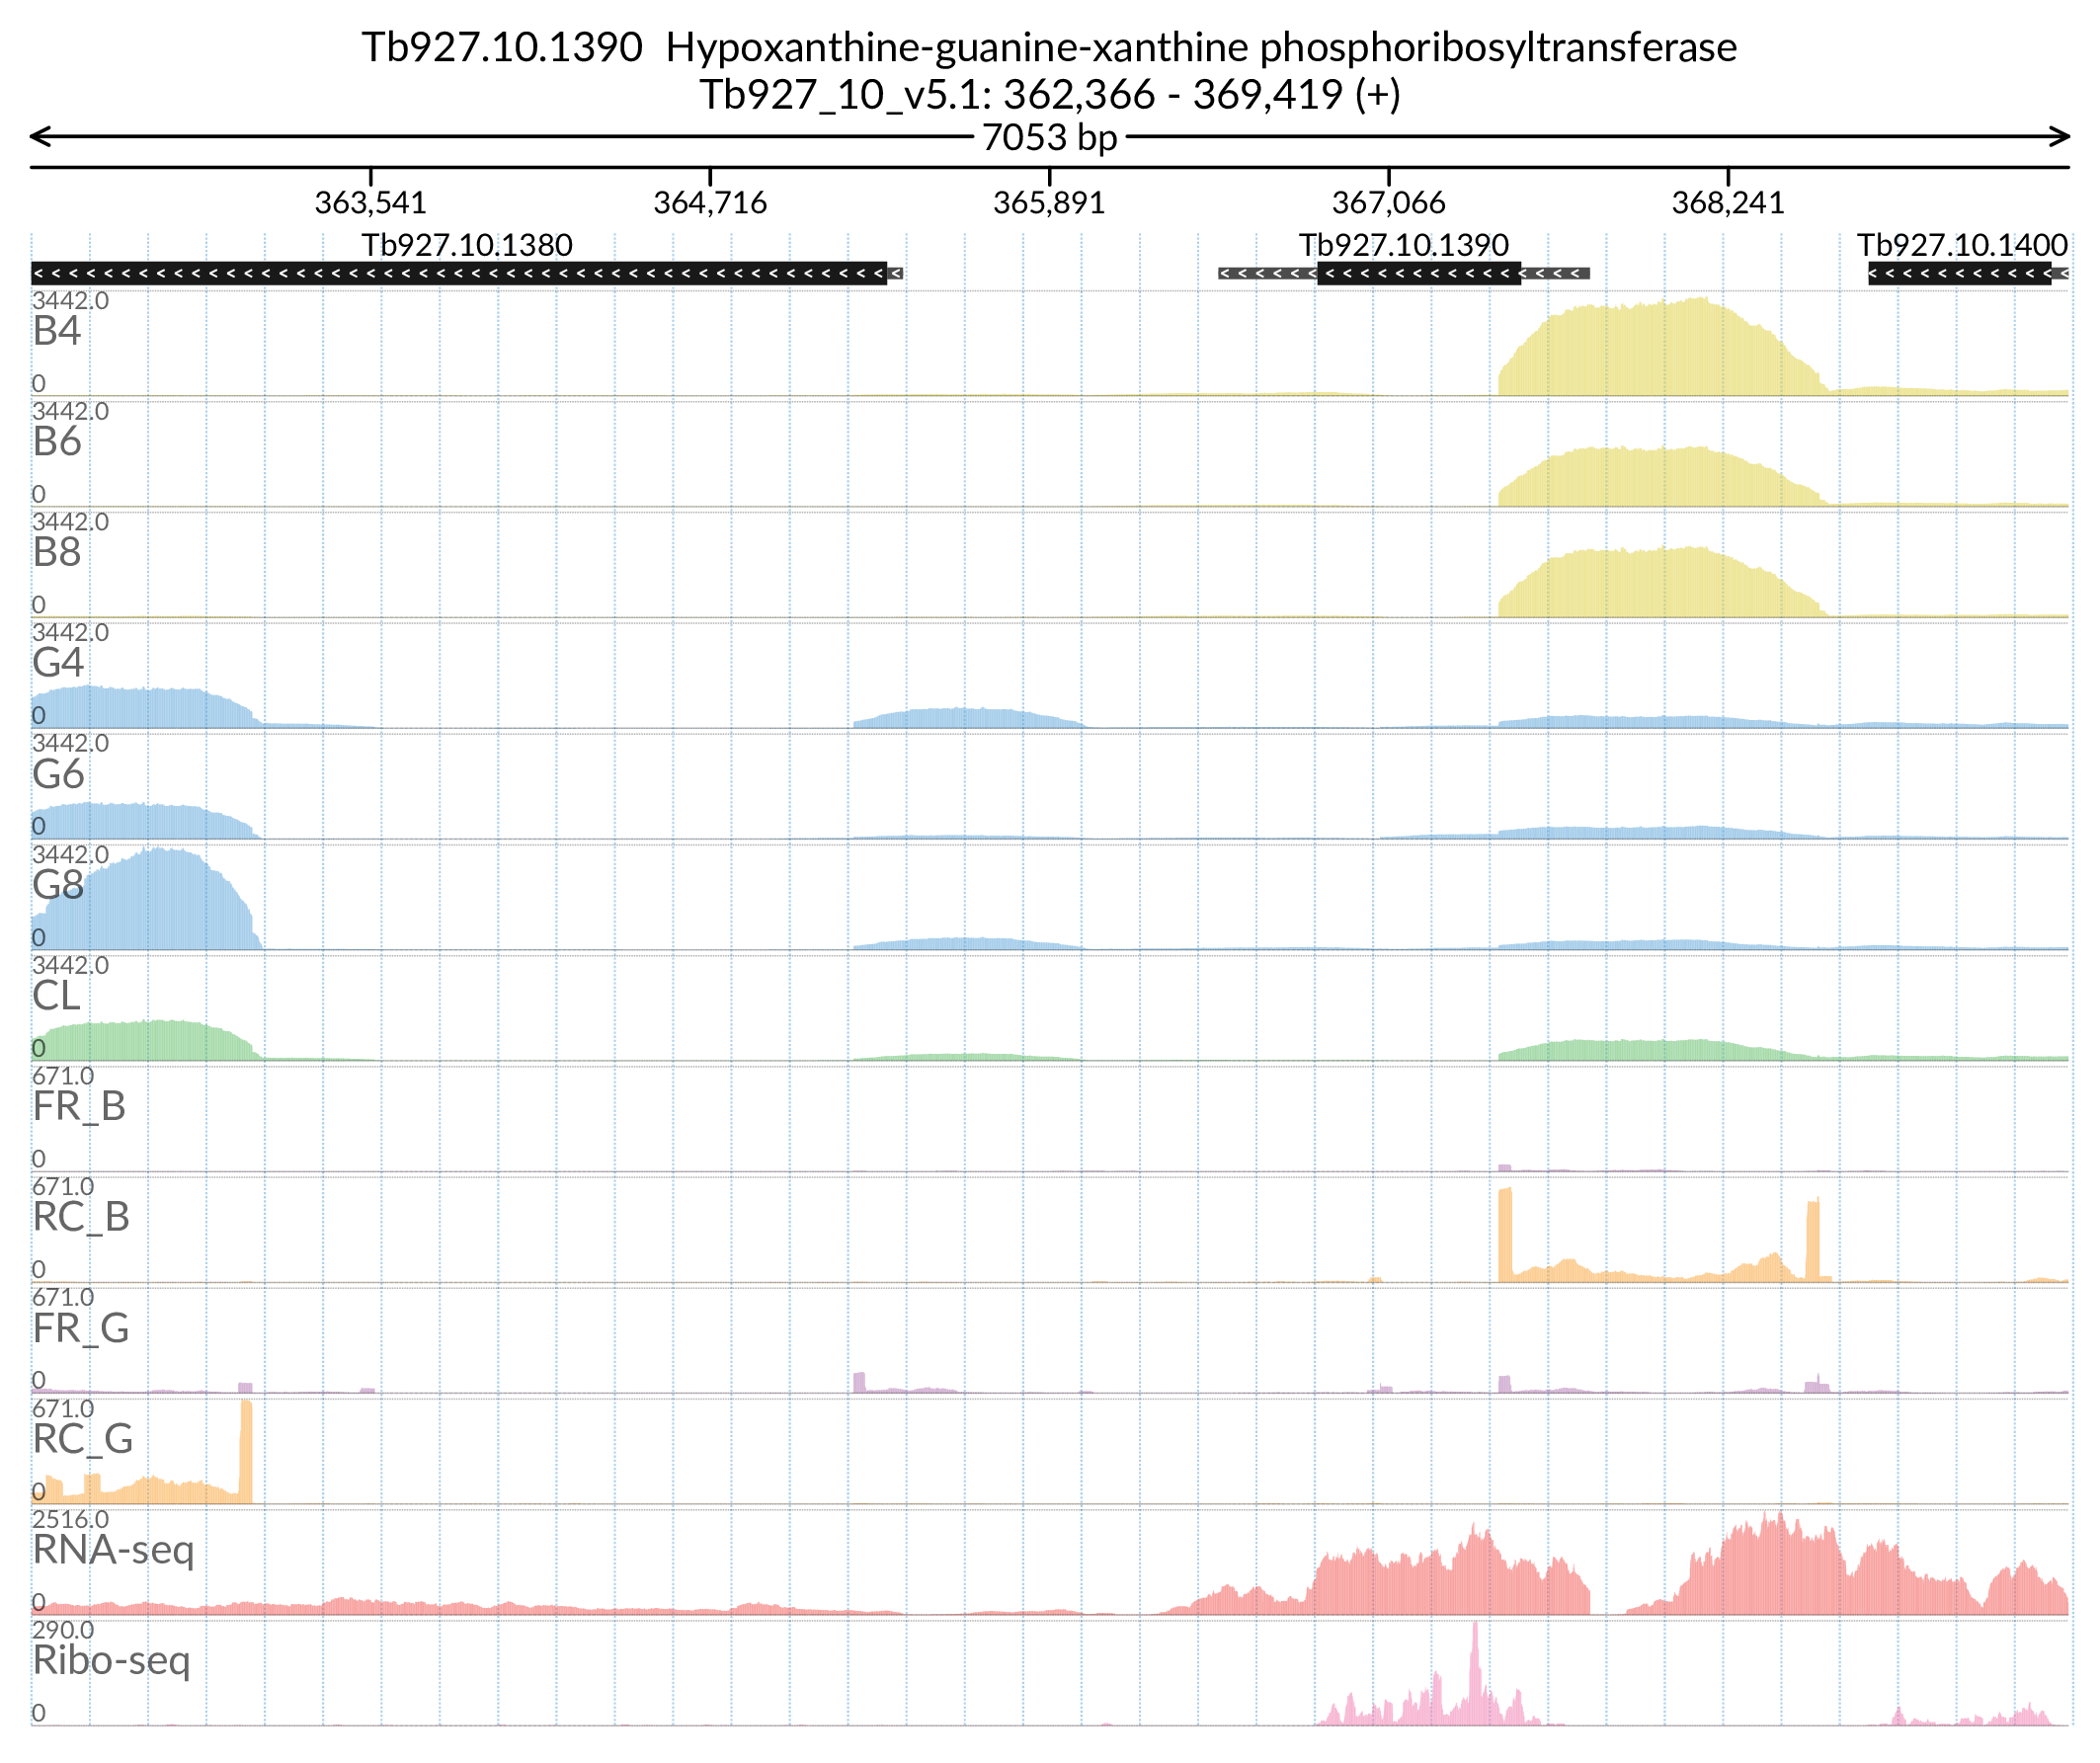 Tb927.10.1390  Hypoxanthine-guanine-xanthine phosphoribosyltransferase
Tb927_10_v5.1: 362,366 - 369,419 (+)
7053 bp
363,541 364,716 365,891 367,066 368,241
Tb927.10.1380 Tb927.10.1390 Tb927.10.1400
3442.0
B4
0
3442.0
B6
0
3442.0
B8
0
3442.0
G4
0
3442.0
G6
0
3442.0
G8
0
3442.0
CL
0
671.0
FR_B
0
671.0
RC_B
0
671.0
FR_G
0
671.0
RC_G
0
2516.0
RNA-seq
0
290.0
Ribo-seq
0